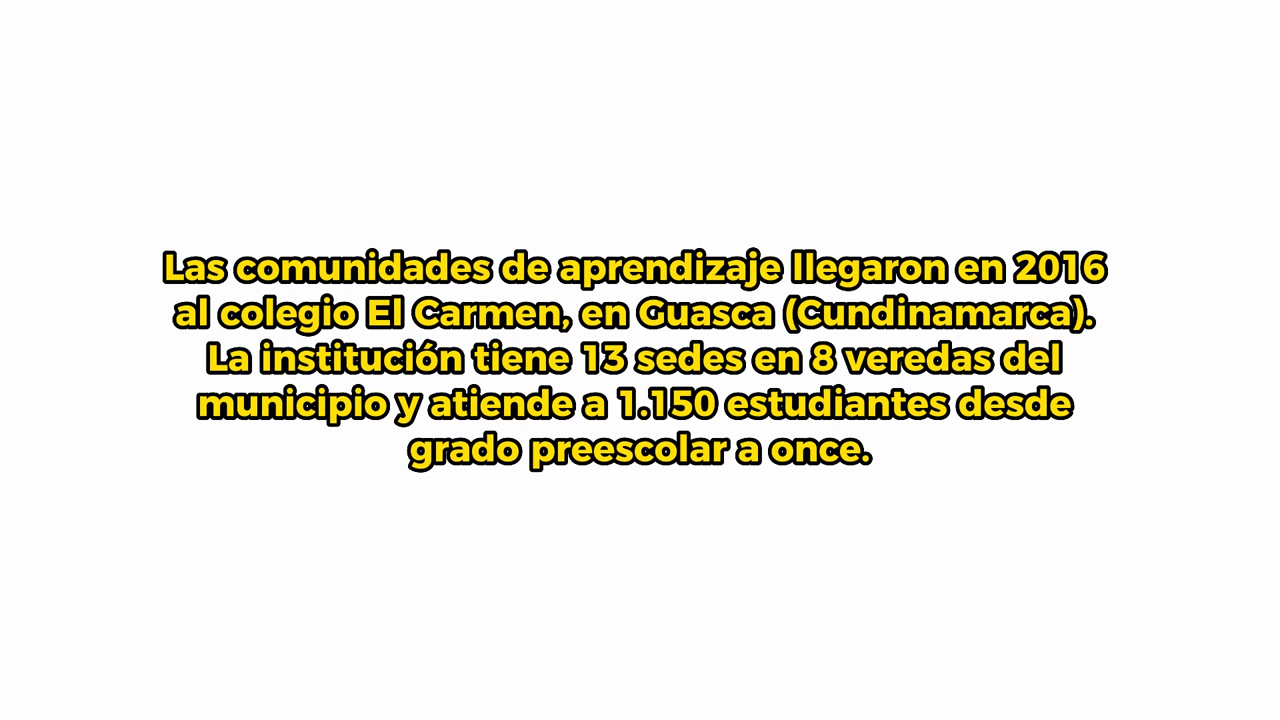 Las comunidades de aprendizaje llegaron en 2016
al colegio El Carmen, en Guasca (Cundinamarca).
La institución tiene 13 sedes en 8 veredas del
municipio y atiende a 1.150 estudiantes desde
grado preescolar a once.